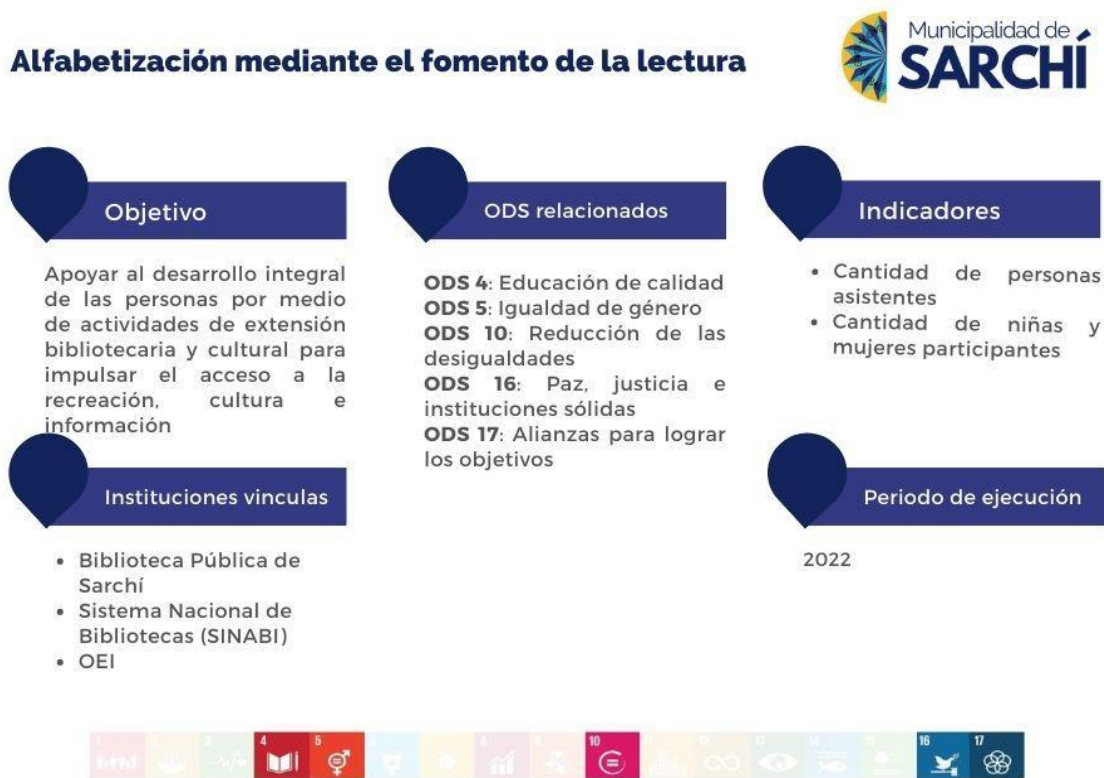 Alfabetización mediante el fomento de la lectura
Municipalidad de
SARCHÍ
Objetivo
Apoyar al desarrollo integral
de las personas por medio
de actividades de extensión
bibliotecaria y cultural para
impulsar el acceso a la
recreación, cultura e
información
ODS relacionados
ODS 4: Educación de calidad
ODS 5: Igualdad de género
ODS 10: Reducción de las
desigualdades
ODS 16: Paz, justicia e
instituciones sólidas
ODS 17: Alianzas para lograr
los objetivos
Indicadores
• Cantidad de personas
asistentes
• Cantidad de niñas y
mujeres participantes
Instituciones vinculas
• Biblioteca Pública de
Sarchí
• Sistema Nacional de
Bibliotecas (SINABI)
• OEI
Periodo de ejecución
2022
4 5 10 16 17